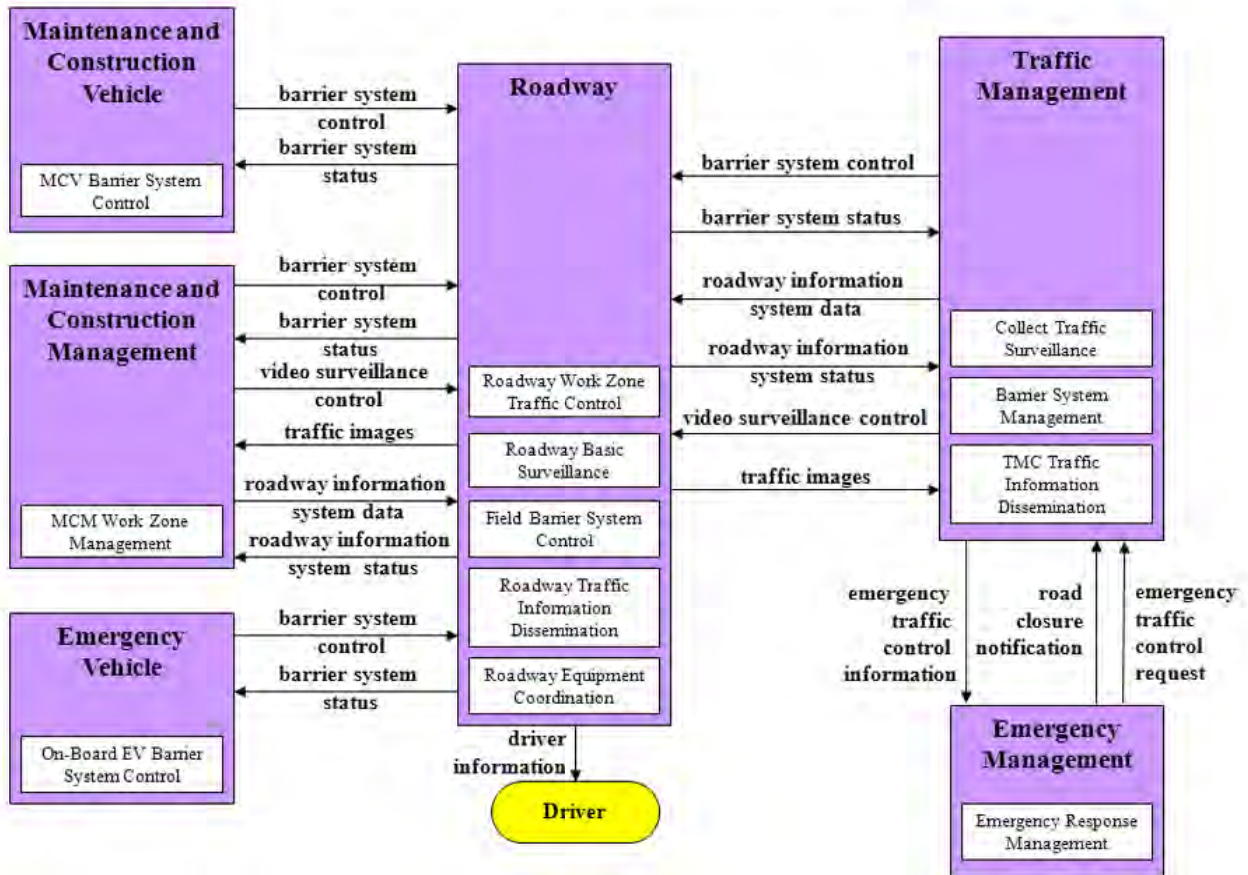 Maintenance and
Construction
Vehicle
MCV Barrier System
Control
barrier system
control
barrier system
status
Maintenance and
Construction
Management
MCM Work Zone
Management
barrier system
control
barrier system
status
video surveillance
control
traffic images
roadway information
system data
roadway information
system status
Emergency
Vehicle
On-Board EV Barrier
System Control
barrier system
control
barrier system
status
Roadway
Roadway Work Zone
Traffic Control
Roadway Basic
Surveillance
Field Barrier System
Control
Roadway Traffic
Information
Dissemination
Roadway Equipment
Coordination
driver
information
Driver
barrier system control
barrier system status
roadway information
system data
roadway information
system status
video surveillance control
traffic images
Traffic
Management
Collect Traffic
Surveillance
Barrier System
Management
TMC Traffic
Information
Dissemination
emergency
traffic
control
information
road
closure
notification
emergency
traffic
control
request
Emergency
Management
Emergency Response
Management